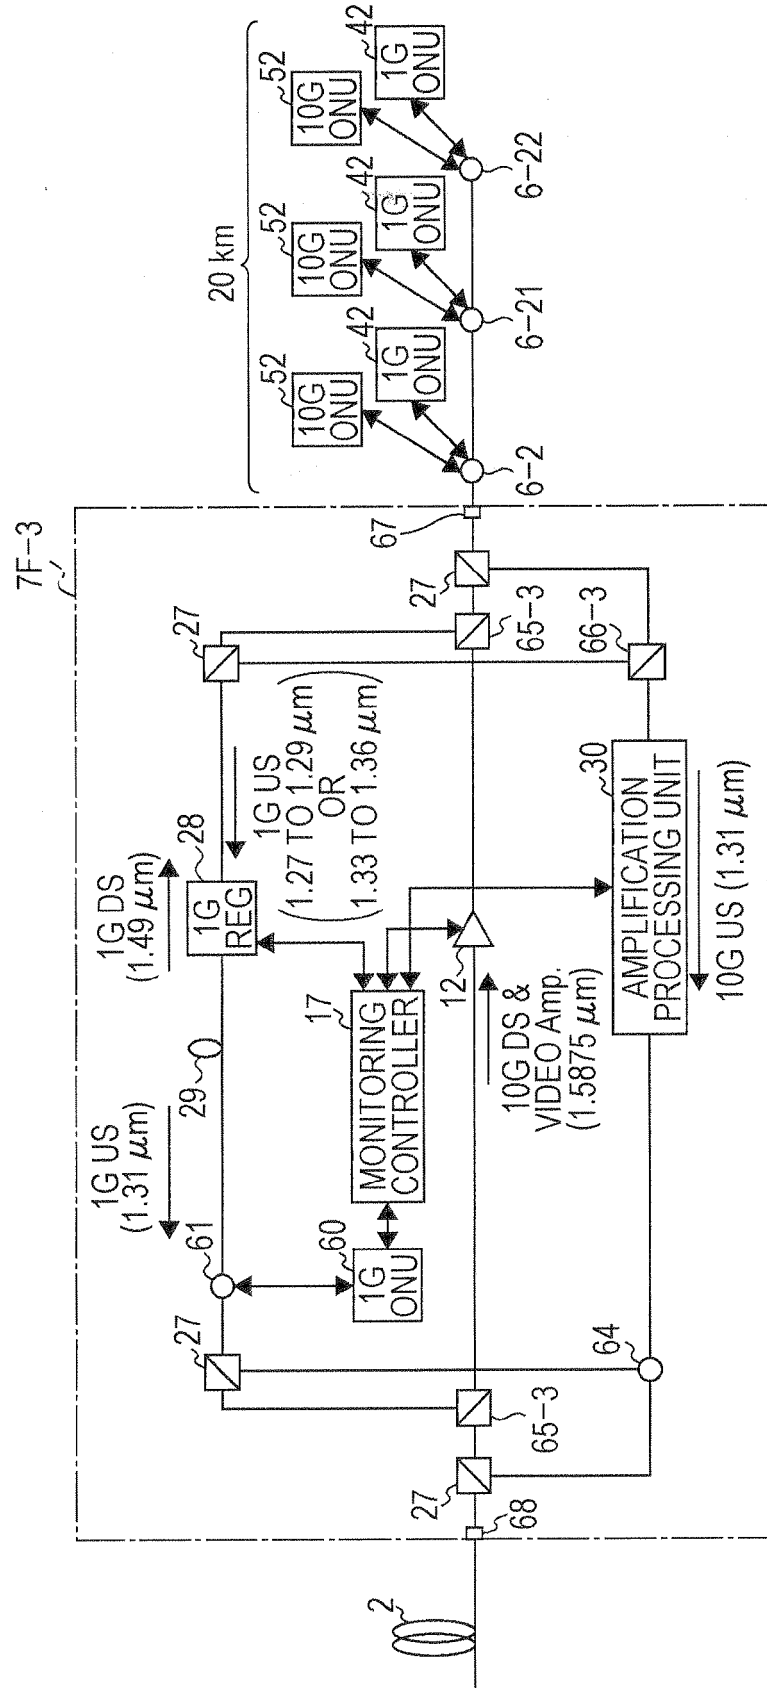 7F-3
20 km
52
10G
ONU
42
1G
ONU
52
10G
ONU
42
1G
ONU
52
10G
ONU
42
1G
ONU
6-2
6-21
6-22
67
27
65-3
66-3
27
1G DS
(1.49 μm)
28
1G
REG
1G US
(1.27 TO 1.29 μm
OR
1.33 TO 1.36 μm)
29
1G US
(1.31 μm)
61
27
60
1G
ONU
17
MONITORING
CONTROLLER
12
10G DS &
VIDEO Amp.
(1.5875 μm)
30
AMPLIFICATION
PROCESSING UNIT
10G US (1.31 μm)
64
65-3
27
68
2